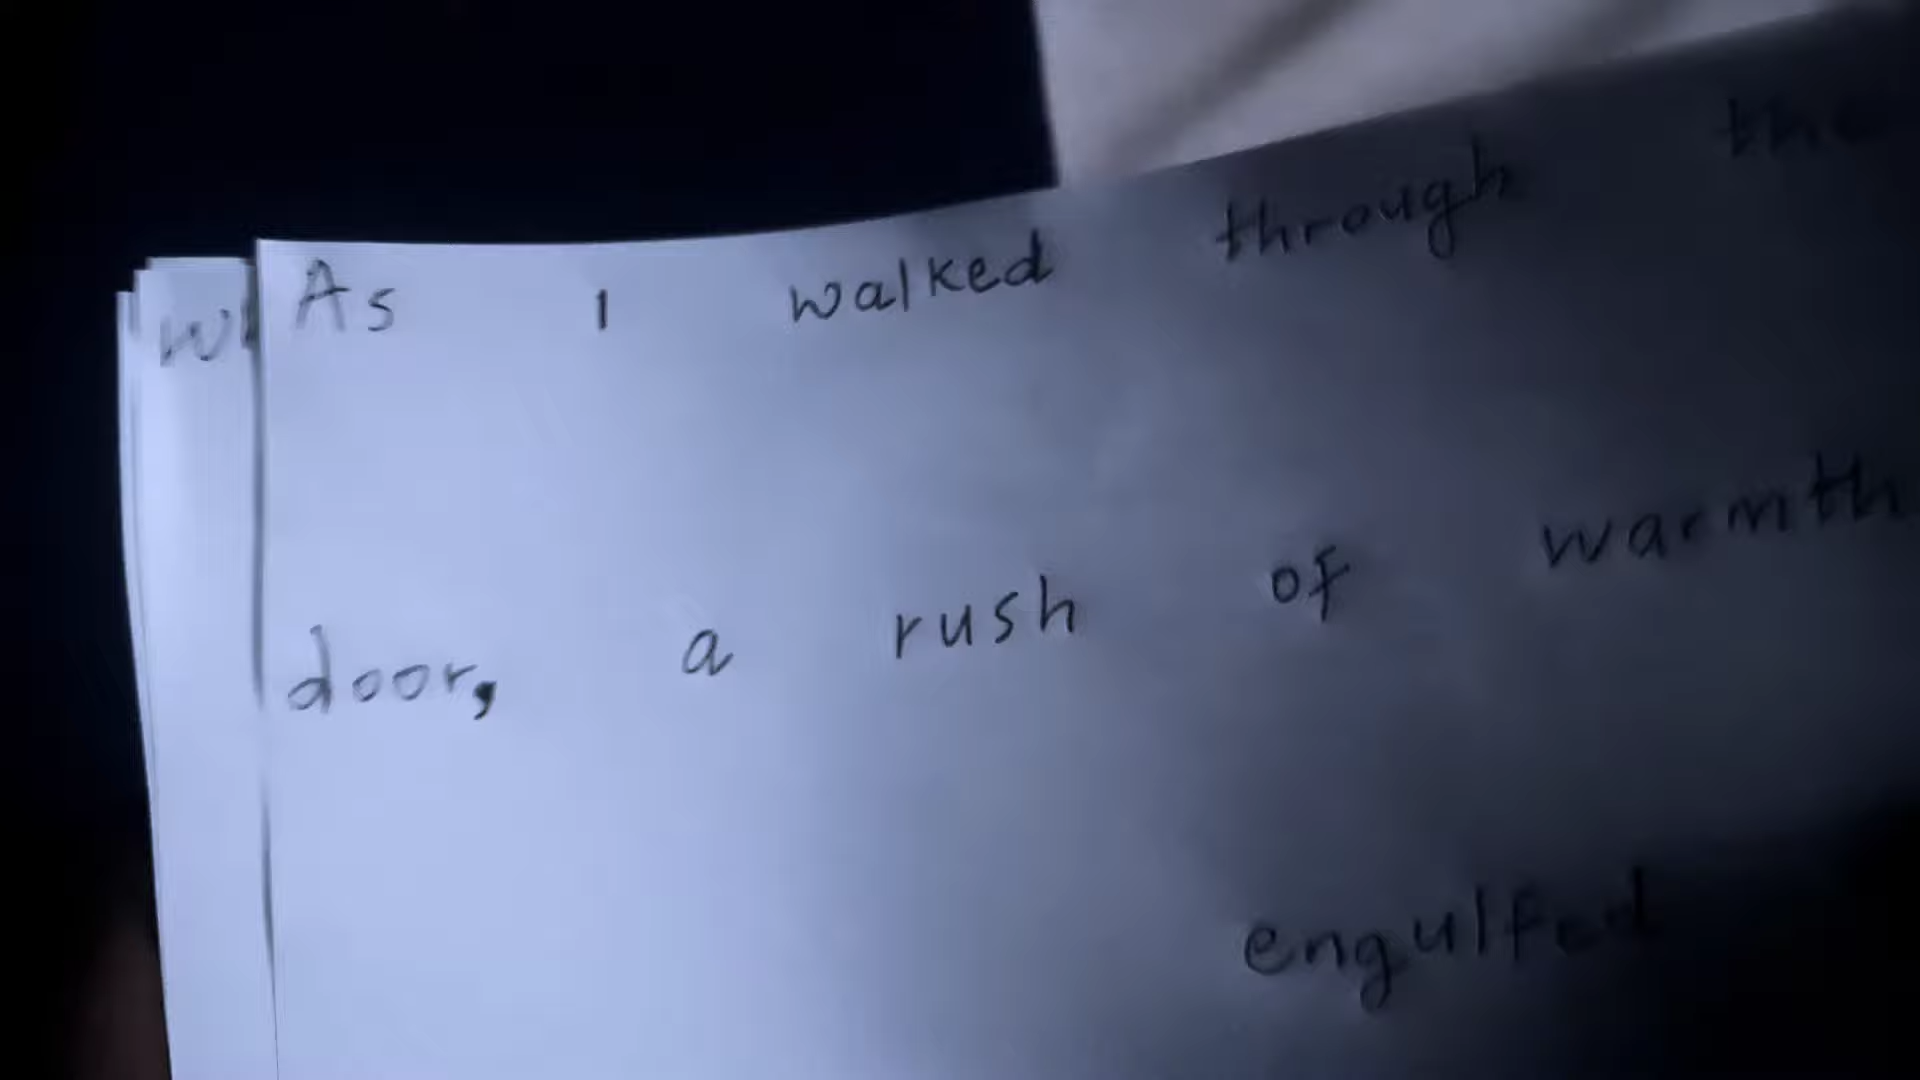 As I walked through the
door, a rush of warmth
engulfed